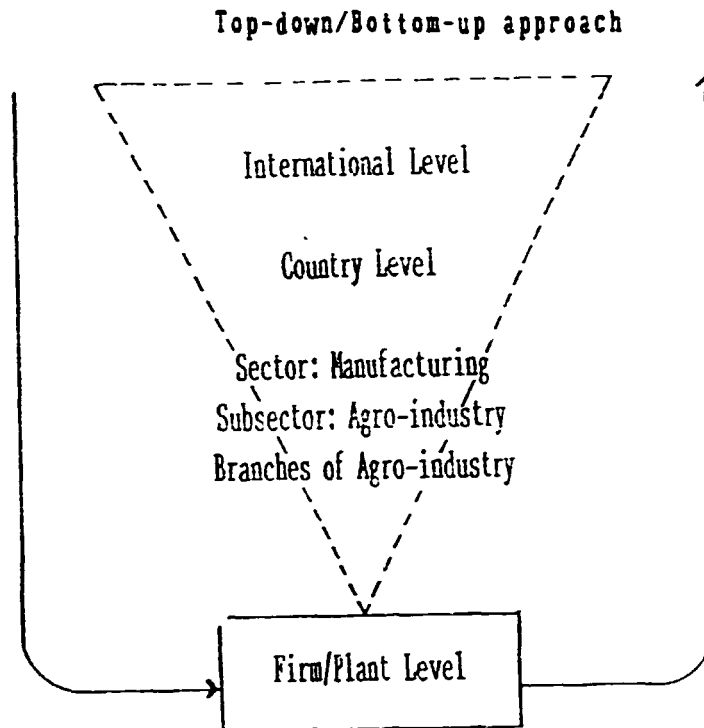 Top-down/Bottom-up approach
International Level
Country Level
Sector: Manufacturing
Subsector: Agro-industry
Branches of Agro-industry
Firm/Plant Level